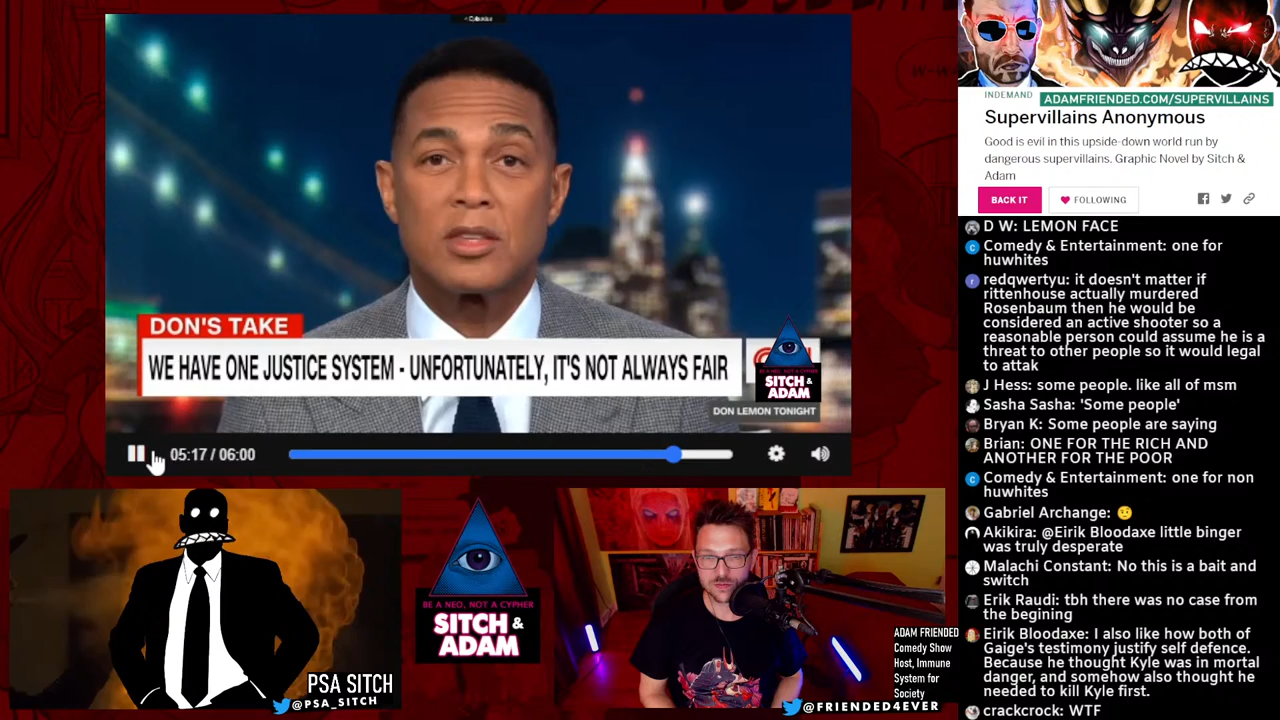 DON'S TAKE
WE HAVE ONE JUSTICE SYSTEM - UNFORTUNATELY, IT'S NOT ALWAYS FAIR
SITCH &
ADAM
DON LEMON TONIGHT
05:17 / 06:00
PSA SITCH
@PSA_SITCH
BE A NEO, NOT A CYPHER
SITCH &
ADAM
ADAM FRIENDED
Comedy Show
Host, Immune
System for
Society
@FRIENDED4EVER
INDEMAND
ADAMFRIENDED.COM/SUPERVILLAINS
Supervillains Anonymous
Good is evil in this upside-down world run by
dangerous supervillains. Graphic Novel by Sitch &
Adam
BACK IT
FOLLOWING
D W: LEMON FACE
Comedy & Entertainment: one for
huwhites
redqwertyu: it doesn't matter if
rittenhouse actually murdered
Rosenbaum then he would be
considered an active shooter so a
reasonable person could assume he is a
threat to other people so it would legal
to attak
J Hess: some people. like all of msm
Sasha Sasha: 'Some people'
Bryan K: Some people are saying
Brian: ONE FOR THE RICH AND
ANOTHER FOR THE POOR
Comedy & Entertainment: one for non
huwhites
Gabriel Archange: 🤨
Akikira: @Eirik Bloodaxe little binger
was truly desperate
Malachi Constant: No this is a bait and
switch
Erik Raudi: tbh there was no case from
the begining
Eirik Bloodaxe: I also like how both of
Gaige's testimony justify self defence.
Because he thought Kyle was in mortal
danger, and somehow also thought he
needed to kill Kyle first.
crackcrock: WTF